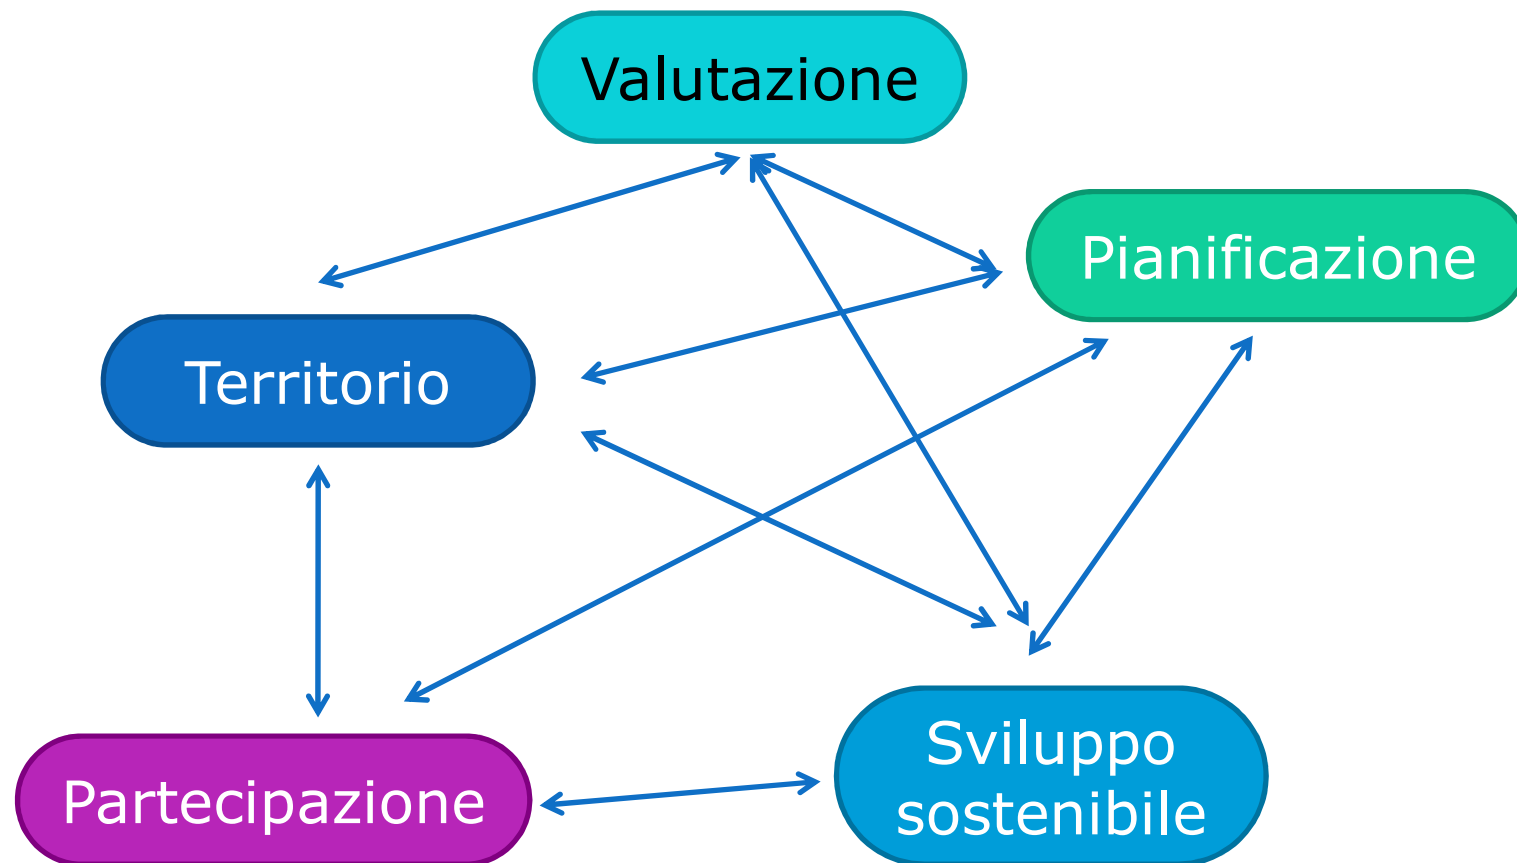 Valutazione
Pianificazione
Territorio
Sviluppo
sostenibile
Partecipazione